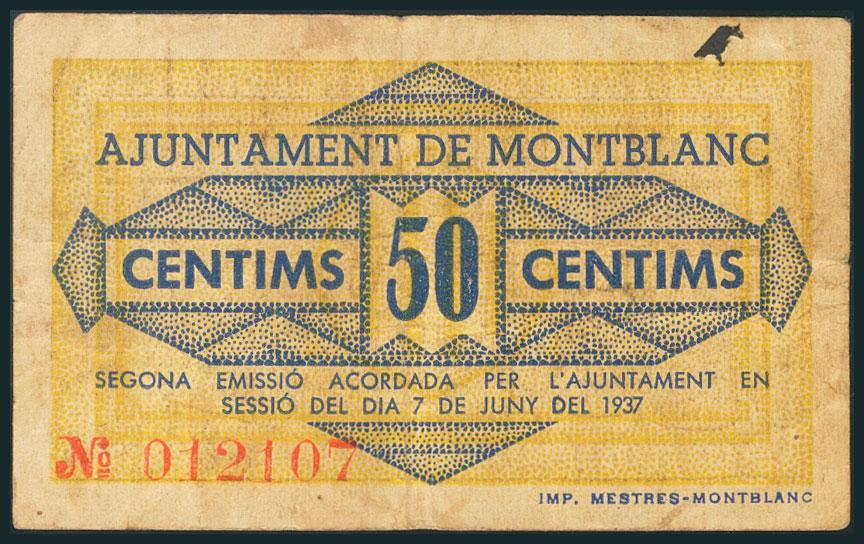 AJUNTAMENT DE MONTBLANC
CENTIMS 50 CENTIMS
SEGONA EMISSIÓ ACORDADA PER L'AJUNTAMENT EN
SESSIÓ DEL DIA 7 DE JUNY DEL 1937
Nº 012107
IMP. MESTRES-MONTBLANC